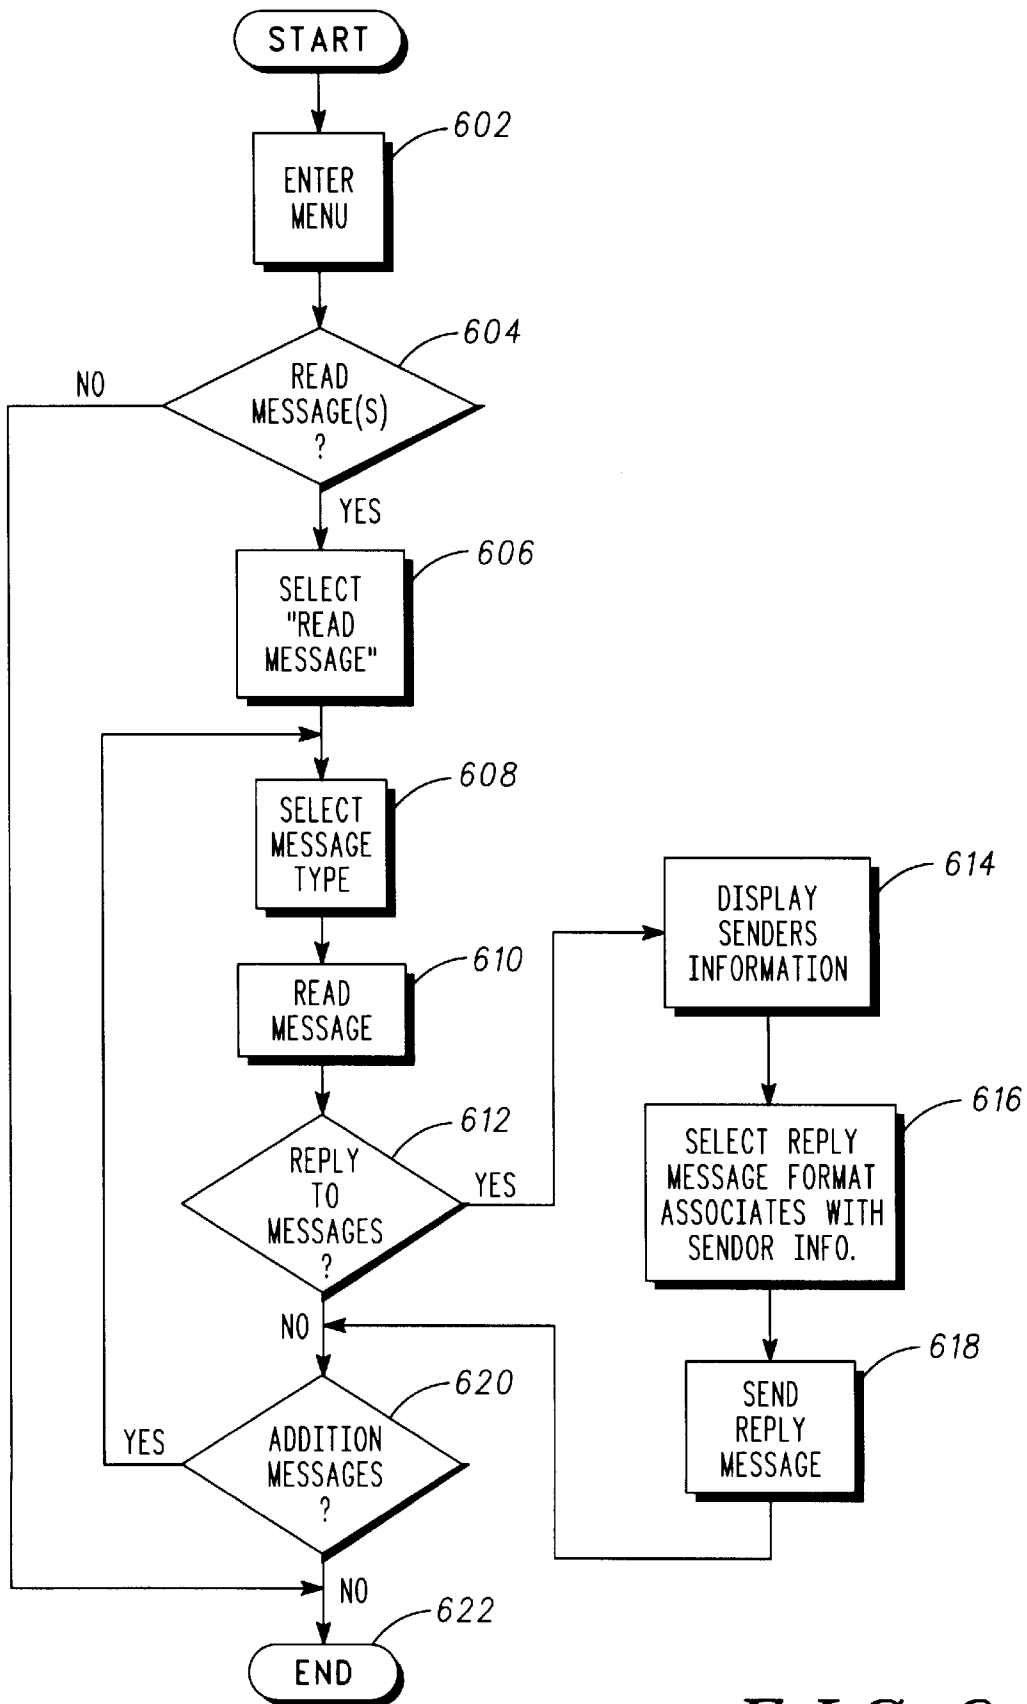 START
602
ENTER
MENU
604
READ
MESSAGE(S)
?
NO
YES
606
SELECT
"READ
MESSAGE"
608
SELECT
MESSAGE
TYPE
610
READ
MESSAGE
612
REPLY
TO
MESSAGES
?
YES
NO
614
DISPLAY
SENDERS
INFORMATION
616
SELECT REPLY
MESSAGE FORMAT
ASSOCIATES WITH
SENDOR INFO.
618
SEND
REPLY
MESSAGE
620
ADDITION
MESSAGES
?
YES
NO
622
END